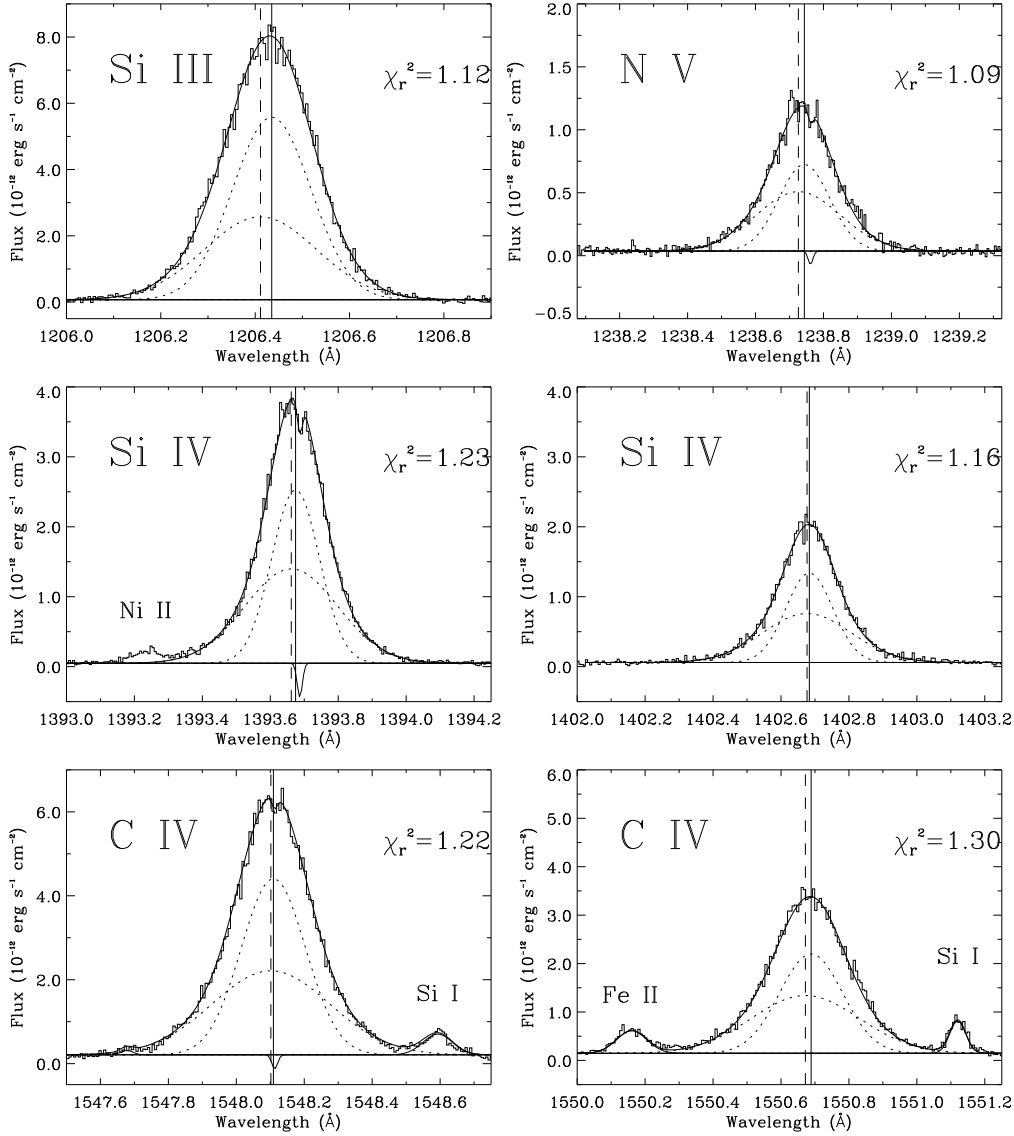 Si III
χr²=1.12
8.0
6.0
4.0
2.0
0.0
Flux (10⁻¹² erg s⁻¹ cm⁻²)
1206.0 1206.2 1206.4 1206.6 1206.8
Wavelength (Å)
N V
χr²=1.09
2.0
1.5
1.0
0.5
0.0
−0.5
Flux (10⁻¹² erg s⁻¹ cm⁻²)
1238.2 1238.4 1238.6 1238.8 1239.0 1239.2
Wavelength (Å)
Si IV
χr²=1.23
Ni II
4.0
3.0
2.0
1.0
0.0
Flux (10⁻¹² erg s⁻¹ cm⁻²)
1393.0 1393.2 1393.4 1393.6 1393.8 1394.0 1394.2
Wavelength (Å)
Si IV
χr²=1.16
4.0
3.0
2.0
1.0
0.0
Flux (10⁻¹² erg s⁻¹ cm⁻²)
1402.0 1402.2 1402.4 1402.6 1402.8 1403.0 1403.2
Wavelength (Å)
C IV
χr²=1.22
Si I
6.0
4.0
2.0
0.0
Flux (10⁻¹² erg s⁻¹ cm⁻²)
1547.6 1547.8 1548.0 1548.2 1548.4 1548.6
Wavelength (Å)
C IV
χr²=1.30
Si I
Fe II
6.0
5.0
4.0
3.0
2.0
1.0
0.0
Flux (10⁻¹² erg s⁻¹ cm⁻²)
1550.0 1550.2 1550.4 1550.6 1550.8 1551.0 1551.2
Wavelength (Å)